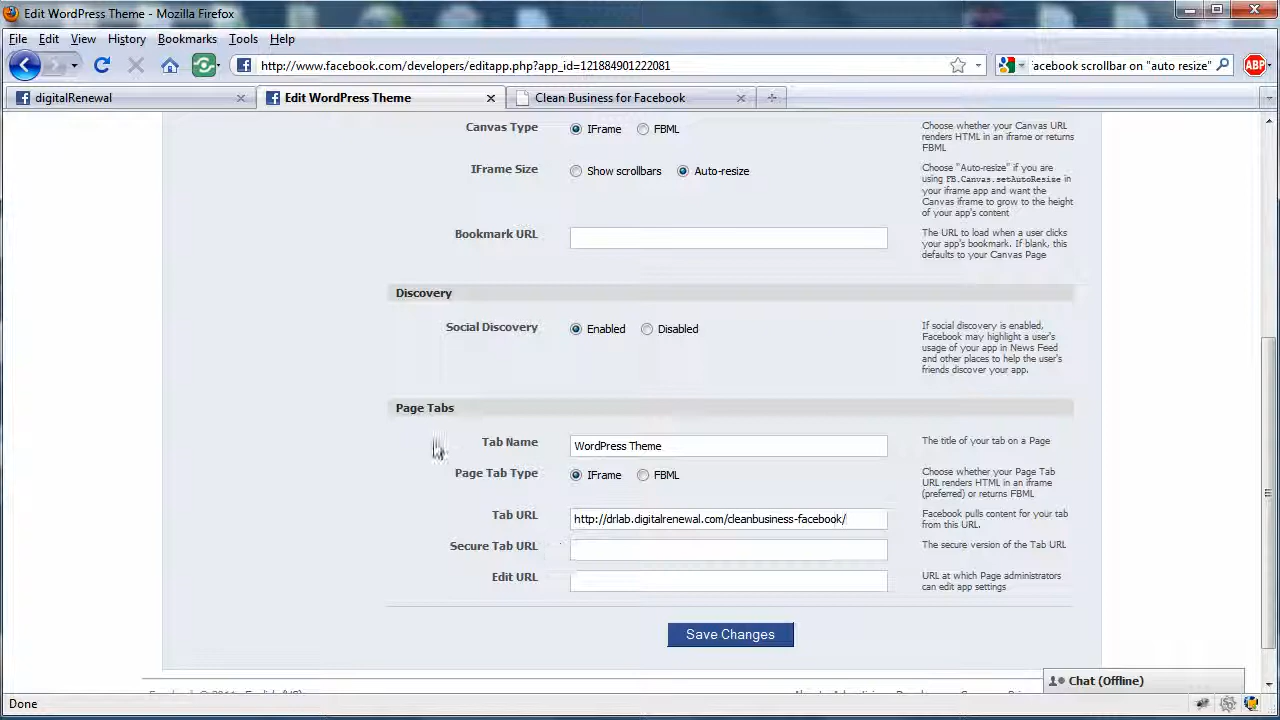 Edit WordPress Theme - Mozilla Firefox
File Edit View History Bookmarks Tools Help
http://www.facebook.com/developers/editapp.php?app_id=121884901222081
facebook scrollbar on "auto resize"
ABP
digitalRenewal
Edit WordPress Theme
Clean Business for Facebook
Canvas Type
IFrame
FBML
Choose whether your Canvas URL
renders HTML in an iframe or returns
FBML
IFrame Size
Show scrollbars
Auto-resize
Choose "Auto-resize" if you are
using FB.Canvas.setAutoResize in
your iframe app and want the
Canvas iframe to grow to the height
of your app's content
Bookmark URL
The URL to load when a user clicks
your app's bookmark. If blank, this
defaults to your Canvas Page
Discovery
Social Discovery
Enabled
Disabled
If social discovery is enabled,
Facebook may highlight a user's
usage of your app in News Feed
and other places to help the user's
friends discover your app.
Page Tabs
Tab Name
WordPress Theme
The title of your tab on a Page
Page Tab Type
IFrame
FBML
Choose whether your Page Tab
URL renders HTML in an iframe
(preferred) or returns FBML
Tab URL
http://drlab.digitalrenewal.com/cleanbusiness-facebook/
Facebook pulls content for your tab
from this URL.
Secure Tab URL
The secure version of the Tab URL
Edit URL
URL at which Page administrators
can edit app settings
Save Changes
Chat (Offline)
Done